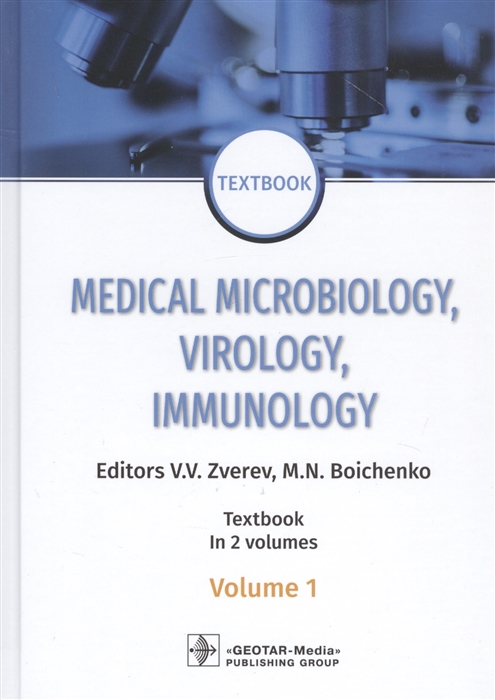 TEXTBOOK
MEDICAL MICROBIOLOGY,
VIROLOGY,
IMMUNOLOGY
Editors V.V. Zverev, M.N. Boichenko
Textbook
In 2 volumes
Volume 1
«GEOTAR-Media»
PUBLISHING GROUP